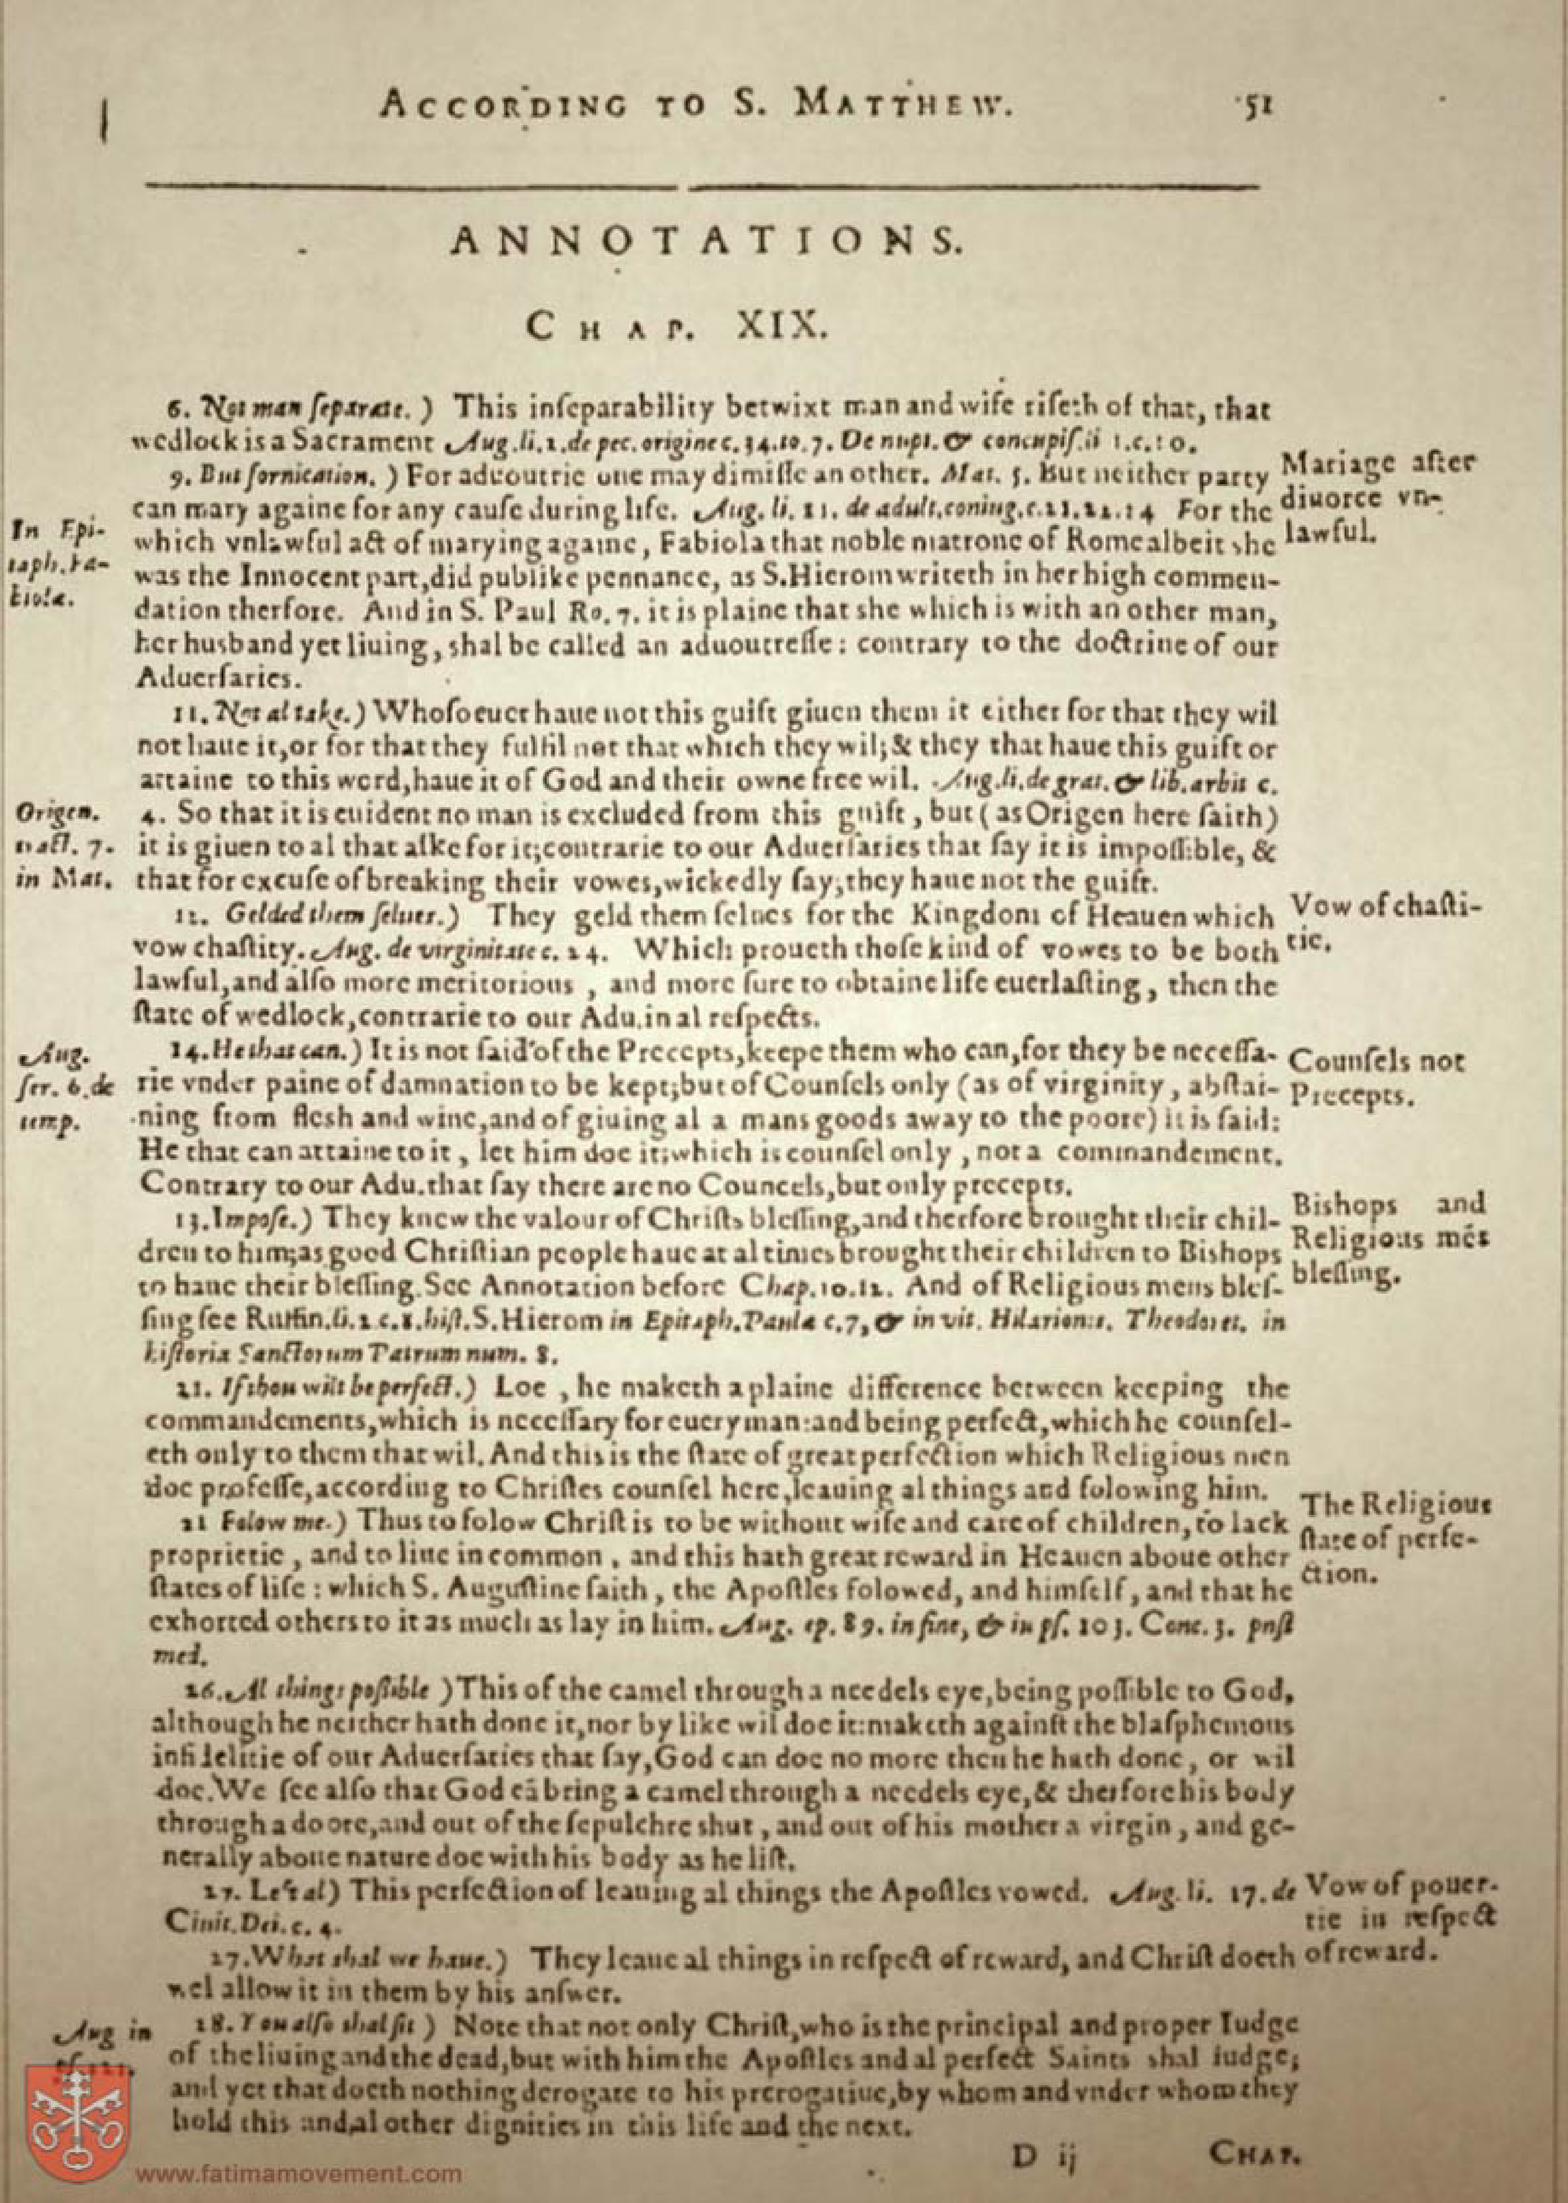 ACCORDING TO S. MATTHEW. 51
ANNOTATIONS.
CHAP. XIX.
6. Not man ſeparate. ) This inſeparability betwixt man and wife riſeth of that, that
wedlock is a Sacrament Aug. li. 2. de pec. origine c. 34. to. 7. De nupt. & concupiſ. li 1. c. 10.
9. But fornication. ) For aduoutrie one may dimiſſe an other. Mat. 5. But neither party
can mary againe for any cauſe during life. Aug. li. 11. de adult. coniug. c. 21. 22. 24 For the
which vnlawful act of marying againe, Fabiola that noble matrone of Rome albeit she
was the Innocent part, did publike pennance, as S. Hierom writeth in her high commen-
dation therfore. And in S. Paul Ro. 7. it is plaine that she which is with an other man,
her husband yet liuing, shal be called an aduoutreſſe: contrary to the doctrine of our
Aduerſaries.
Mariage after
diuorce vn-
lawful.
In Epi-
taph. Fa-
biolæ.
11. Not al take. ) Whoſoeuer haue not this guift giuen them it either for that they wil
not haue it, or for that they fulfil not that which they wil; & they that haue this guift or
attaine to this word, haue it of God and their owne free wil. Aug. li. de grat. & lib. arbit c.
4. So that it is euident no man is excluded from this guift, but ( as Origen here ſaith)
it is giuen to al that aſke for it; contrarie to our Aduerſaries that ſay it is impoſſible, &
that for excuſe of breaking their vowes, wickedly ſay, they haue not the guift.
Origen.
tract. 7.
in Mat.
12. Gelded them ſelues. ) They geld them ſelues for the Kingdom of Heauen which
vow chaſtity. Aug. de virginitate c. 24. Which proueth thoſe kind of vowes to be both
lawful, and alſo more meritorious , and more ſure to obtaine life euerlaſting, then the
ſtate of wedlock, contrarie to our Adu. in al reſpects.
Vow of chaſti-
tie.
14. He that can. ) It is not ſaid of the Precepts, keepe them who can, for they be neceſſa-
rie vnder paine of damnation to be kept; but of Counſels only (as of virginity, abſtai-
ning from flesh and wine, and of giuing al a mans goods away to the poore) it is ſaid:
He that can attaine to it, let him doe it; which is counſel only, not a commandement.
Contrary to our Adu. that ſay there are no Councels, but only precepts.
Aug.
ſer. 6. de
temp.
Counſels not
Precepts.
13. Impoſe. ) They knew the valour of Chriſts bleſſing, and therfore brought their chil-
dren to him; as good Chriſtian people haue at al times brought their children to Bishops
to haue their bleſſing. See Annotation before Chap. 10. 12. And of Religious mens bleſ-
ſing ſee Ruffin. li. 2 c. 8. hiſt. S. Hierom in Epitaph. Paulæ c. 7, & in vit. Hilarionis. Theodoret. in
hiſtoria Sanctorum Patrum num. 8.
Bishops and
Religious mēs
bleſſing.
21. If thou wilt be perfect. ) Loe , he maketh a plaine difference between keeping the
commandements, which is neceſſary for euery man: and being perfect, which he counſel-
eth only to them that wil. And this is the ſtate of great perfection which Religious men
doe profeſſe, according to Chriſtes counſel here, leauing al things and folowing him.
21 Folow me. ) Thus to folow Chriſt is to be without wife and care of children, to lack
proprietie , and to liue in common , and this hath great reward in Heauen aboue other
ſtates of life : which S. Auguſtine ſaith , the Apoſtles folowed, and himſelf, and that he
exhorted others to it as much as lay in him. Aug. ep. 89. in fine, & in pſ. 103. Conc. 3. poſt
med.
The Religious
ſtate of perfe-
ction.
26. Al things poſſible ) This of the camel through a needels eye, being poſſible to God,
although he neither hath done it, nor by like wil doe it: maketh againſt the blaſphemous
infidelitie of our Aduerſaries that ſay, God can doe no more then he hath done, or wil
doe. We ſee alſo that God cā bring a camel through a needels eye, & therfore his body
through a doore, and out of the ſepulchre shut , and out of his mother a virgin , and ge-
nerally aboue nature doe with his body as he liſt.
27. Left al) This perfection of leauing al things the Apoſtles vowed. Aug. li. 17. de
Ciuit. Dei. c. 4.
27. What shal we haue. ) They leaue al things in reſpect of reward, and Chriſt doeth
wel allow it in them by his anſwer.
Vow of pouer-
tie in reſpect
of reward.
28. You alſo shal ſit ) Note that not only Chriſt, who is the principal and proper Iudge
of the liuing and the dead, but with him the Apoſtles and al perfect Saints shal iudge;
and yet that doeth nothing derogate to his prerogatiue, by whom and vnder whom they
hold this and al other dignities in this life and the next.
Aug in
D ij CHAP.
www.fatimamovement.com